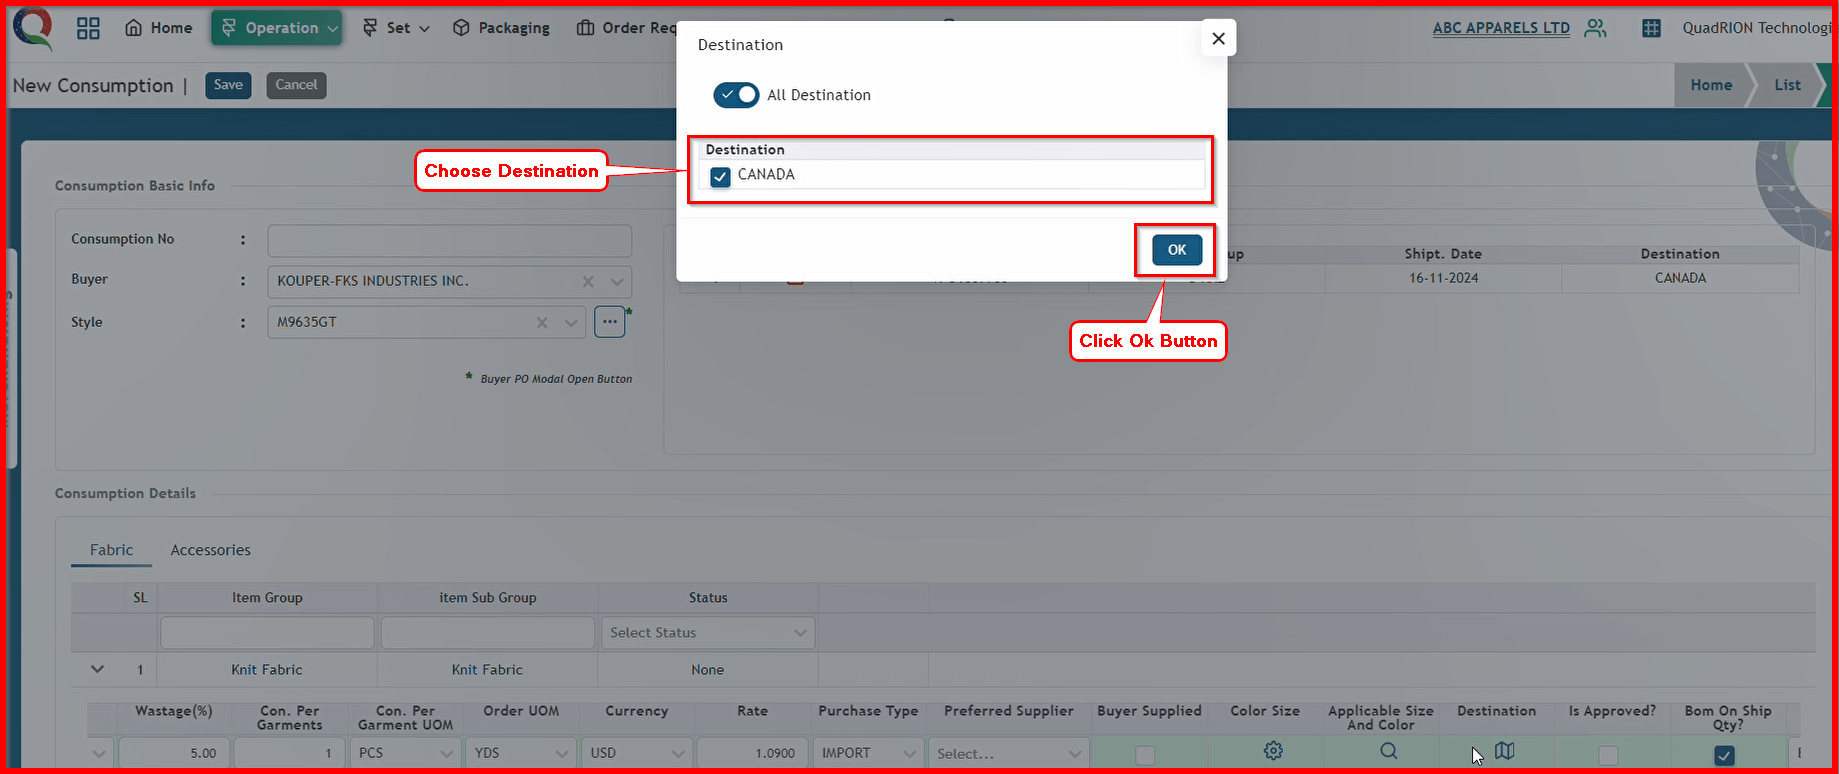 Home
Operation
Set
Packaging
Order Req
ABC APPARELS LTD
QuadRION Technologi
New Consumption |
Save
Cancel
Home
List
Destination
All Destination
Destination
CANADA
OK
Choose Destination
Click Ok Button
Consumption Basic Info
Consumption No :
Buyer : KOUPER-FKS INDUSTRIES INC.
Style : M9635GT
* Buyer PO Modal Open Button
up Shipt. Date Destination
16-11-2024 CANADA
Consumption Details
Fabric Accessories
SL Item Group item Sub Group Status
Select Status
1 Knit Fabric Knit Fabric None
Wastage(%) Con. Per Garments Con. Per Garment UOM Order UOM Currency Rate Purchase Type Preferred Supplier Buyer Supplied Color Size Applicable Size And Color Destination Is Approved? Bom On Ship Qty?
5.00 1 PCS YDS USD 1.0900 IMPORT Select...